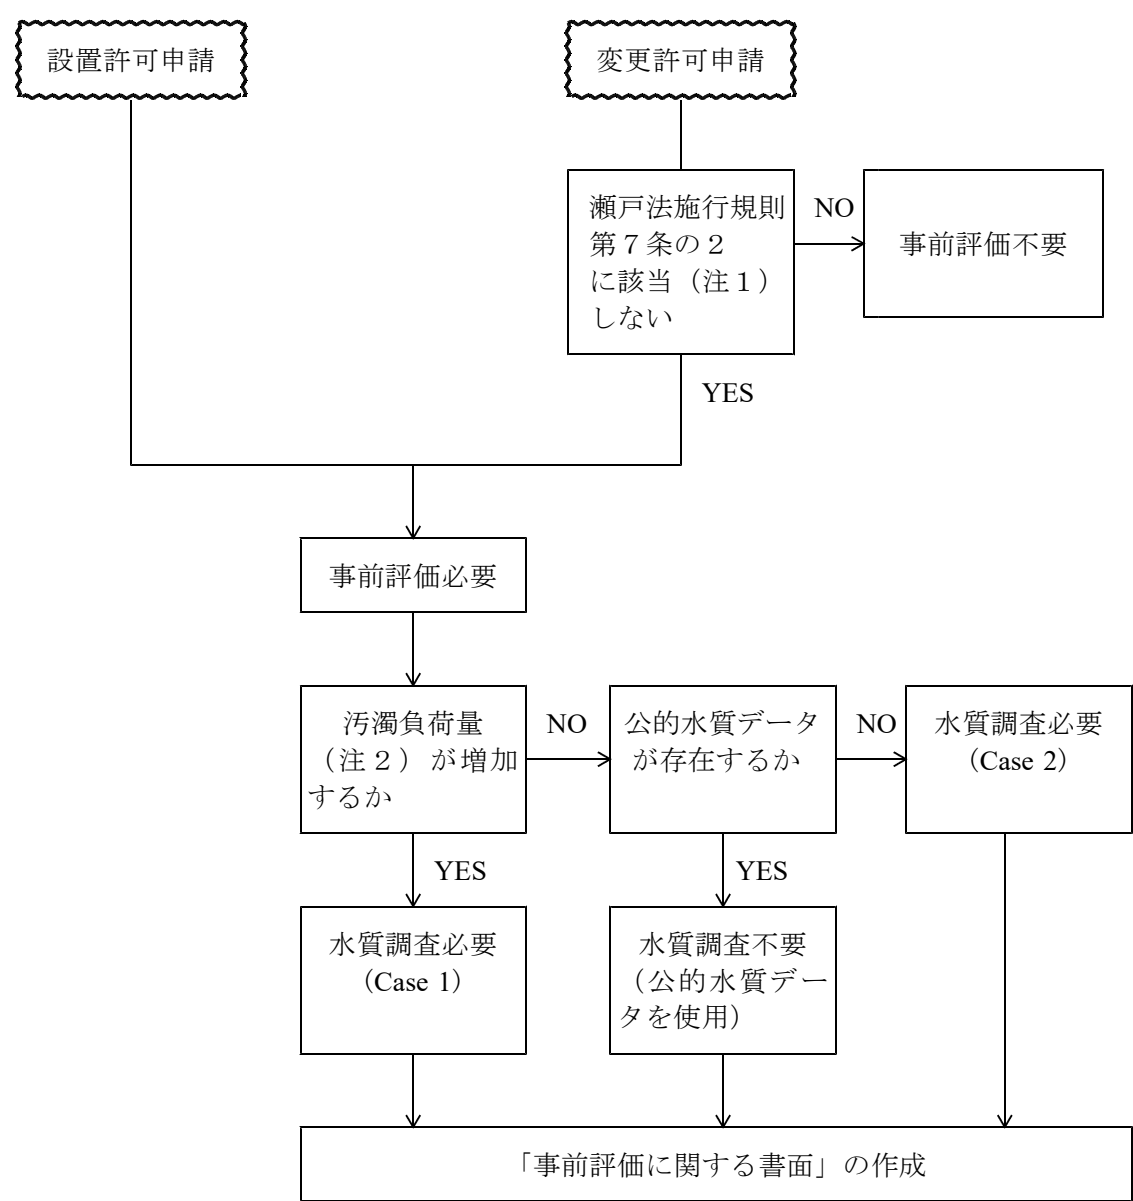 設置許可申請
変更許可申請
瀬戸法施行規則
第７条の２
に該当（注１）
しない
NO
事前評価不要
YES
事前評価必要
汚濁負荷量
（注２）が増加
するか
NO
公的水質データ
が存在するか
NO
水質調査必要
（Case 2）
YES
YES
水質調査必要
（Case 1）
水質調査不要
（公的水質デー
タを使用）
「事前評価に関する書面」の作成